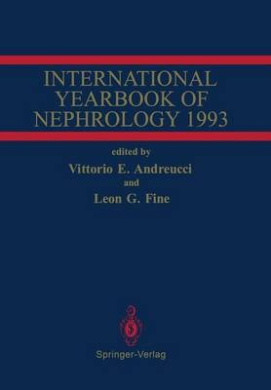 INTERNATIONAL
YEARBOOK OF
NEPHROLOGY 1993
edited by
Vittorio E. Andreucci
and
Leon G. Fine
Springer-Verlag